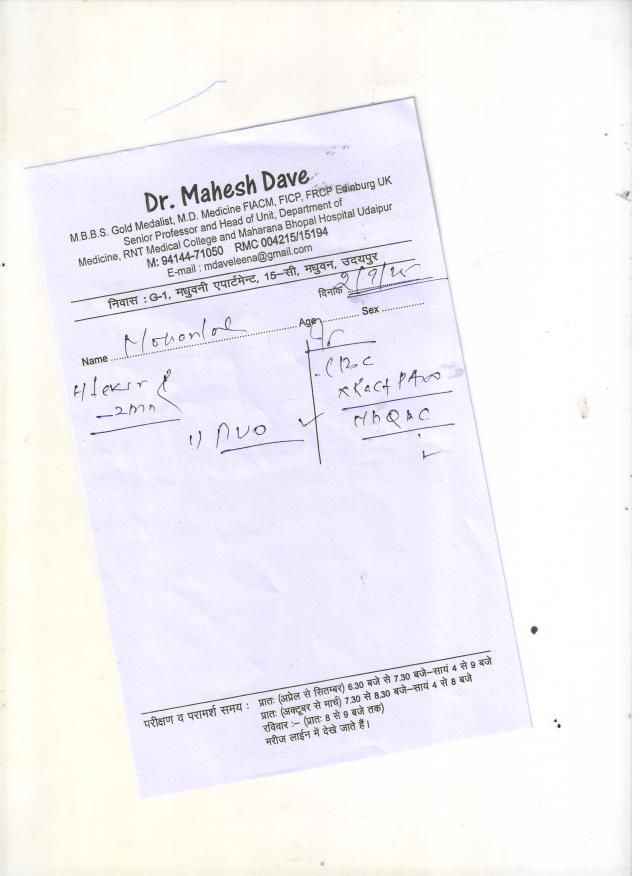 Dr. Mahesh Dave
M.B.B.S. Gold Medalist, M.D. Medicine FIACM, FICP, FRCP Edinburg UK
Senior Professor and Head of Unit, Department of
Medicine, RNT Medical College and Maharana Bhopal Hospital Udaipur
M: 94144-71050 RMC 004215/15194
E-mail : mdaveleena@gmail.com
निवास : G-1, मधुवनी एपार्टमेन्ट, 15-सी, मधुवन, उदयपुर
दिनांक
Name Mohanlal Age Sex
CBC
- 2mn
1)
परीक्षण व परामर्श समय : प्रातः (अप्रेल से सितम्बर) 6.30 बजे से 7.30 बजे-सायं 4 से 9 बजे
प्रातः (अक्टूबर से मार्च) 7.30 से 8.30 बजे-सायं 4 से 8 बजे
रविवार :- (प्रातः 8 से 9 बजे तक)
मरीज लाईन में देखे जाते हैं।